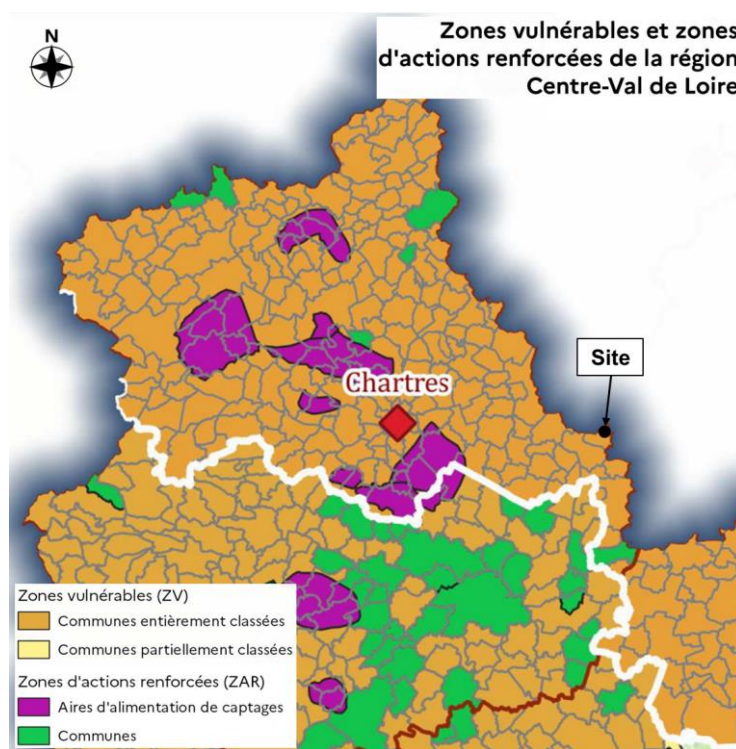 N
Zones vulnérables et zones
d'actions renforcées de la région
Centre-Val de Loire
Site
Chartres
Zones vulnérables (ZV)
Communes entièrement classées
Communes partiellement classées
Zones d'actions renforcées (ZAR)
Aires d'alimentation de captages
Communes